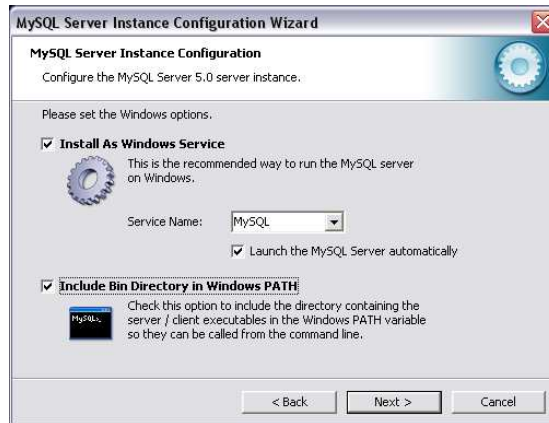 MySQL Server Instance Configuration Wizard
MySQL Server Instance Configuration
Configure the MySQL Server 5.0 server instance.
Please set the Windows options.
Install As Windows Service
This is the recommended way to run the MySQL server
on Windows.
Service Name: MySQL
Launch the MySQL Server automatically
Include Bin Directory in Windows PATH
Check this option to include the directory containing the
server / client executables in the Windows PATH variable
so they can be called from the command line.
MySQL>_
< Back Next > Cancel